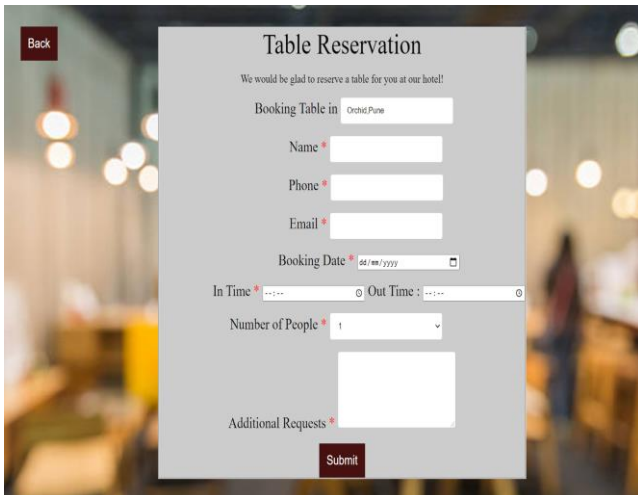 Back
Table Reservation
We would be glad to reserve a table for you at our hotel!
Booking Table in Orchid,Pune
Name *
Phone *
Email *
Booking Date * dd/mm/yyyy
In Time * --:-- Out Time : --:--
Number of People * 1
Additional Requests *
Submit